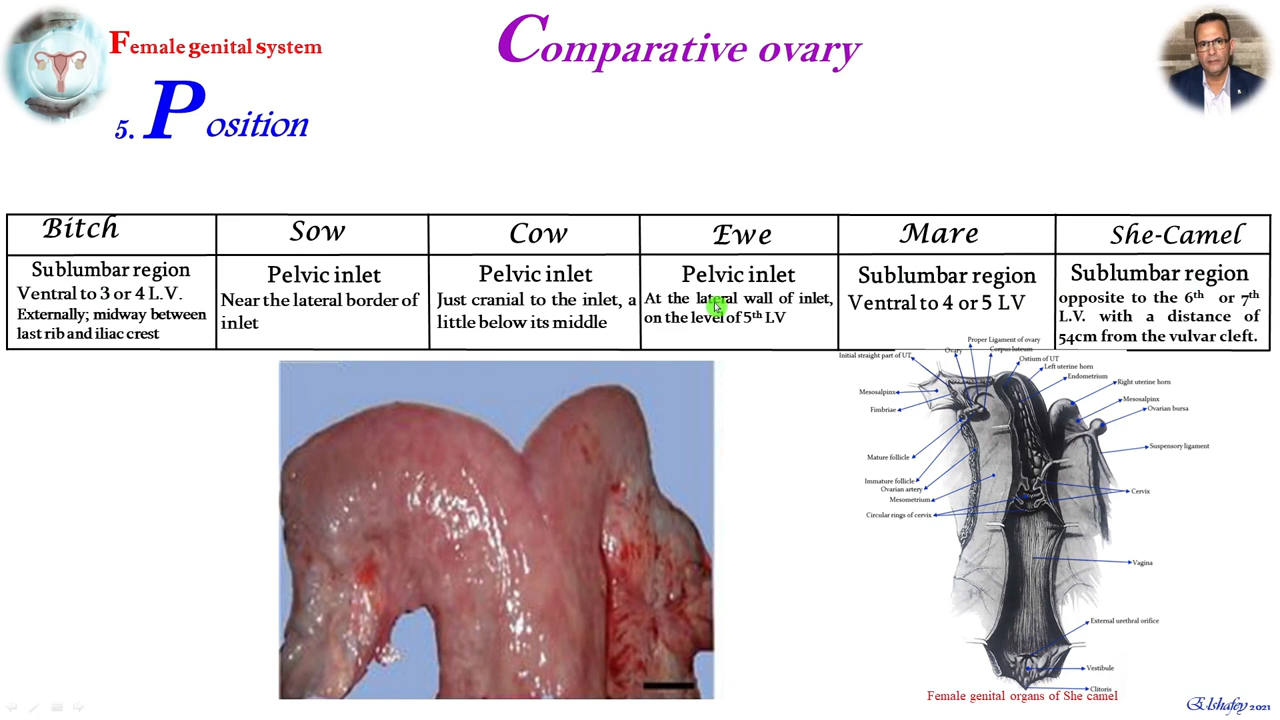 Female genital system
Comparative ovary
5. Position
Bitch
Sow
Cow
Ewe
Mare
She-Camel
Sublumbar region
Ventral to 3 or 4 L.V.
Externally; midway between
last rib and iliac crest
Pelvic inlet
Near the lateral border of
inlet
Pelvic inlet
Just cranial to the inlet, a
little below its middle
Pelvic inlet
At the lateral wall of inlet,
on the level of 5th LV
Sublumbar region
Ventral to 4 or 5 LV
Sublumbar region
opposite to the 6th or 7th
L.V. with a distance of
54cm from the vulvar cleft.
Proper Ligament of ovary
Ovary
Corpus luteum
Initial straight part of UT
Ostium of UT
Left uterine horn
Endometrium
Right uterine horn
Mesosalpinx
Mesosalpinx
Ovarian bursa
Fimbriae
Suspensory ligament
Mature follicle
Immature follicle
Ovarian artery
Mesometrium
Cervix
Circular rings of cervix
Vagina
External urethral orifice
Vestibule
Clitoris
Female genital organs of She camel
Elshafey 2021